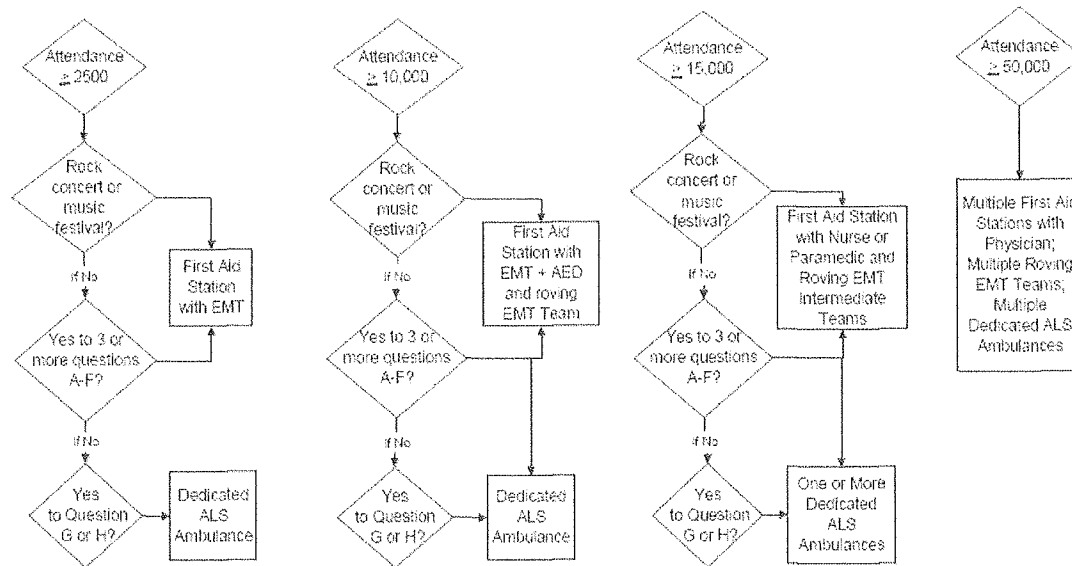 Attendance
≥ 2500
Rock
concert or
music
festival?
If No
First Aid
Station
with EMT
Yes to 3 or
more questions
A-F?
If No
Yes
to Question
G or H?
Dedicated
ALS
Ambulance
Attendance
≥ 10,000
Rock
concert or
music
festival?
If No
First Aid
Station with
EMT + AED
and roving
EMT Team
Yes to 3 or
more questions
A-F?
If No
Yes
to Question
G or H?
Dedicated
ALS
Ambulance
Attendance
≥ 15,000
Rock
concert or
music
festival?
If No
First Aid Station
with Nurse or
Paramedic and
Roving EMT
Intermediate
Teams
Yes to 3 or
more questions
A-F?
If No
Yes
to Question
G or H?
One or More
Dedicated
ALS
Ambulances
Attendance
≥ 50,000
Multiple First Aid
Stations with
Physician;
Multiple Roving
EMT Teams;
Multiple
Dedicated ALS
Ambulances